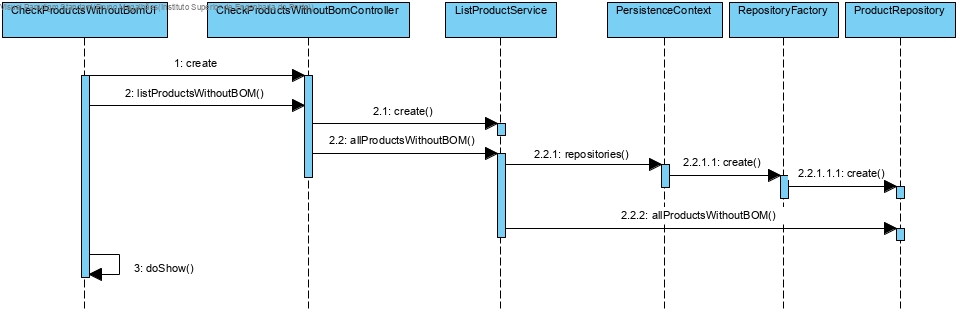 CheckProductsWithoutBomUI
CheckProductsWithoutBomController
ListProductService
PersistenceContext
RepositoryFactory
ProductRepository
1: create
2: listProductsWithoutBOM()
2.1: create()
2.2: allProductsWithoutBOM()
2.2.1: repositories()
2.2.1.1: create()
2.2.1.1.1: create()
2.2.2: allProductsWithoutBOM()
3: doShow()